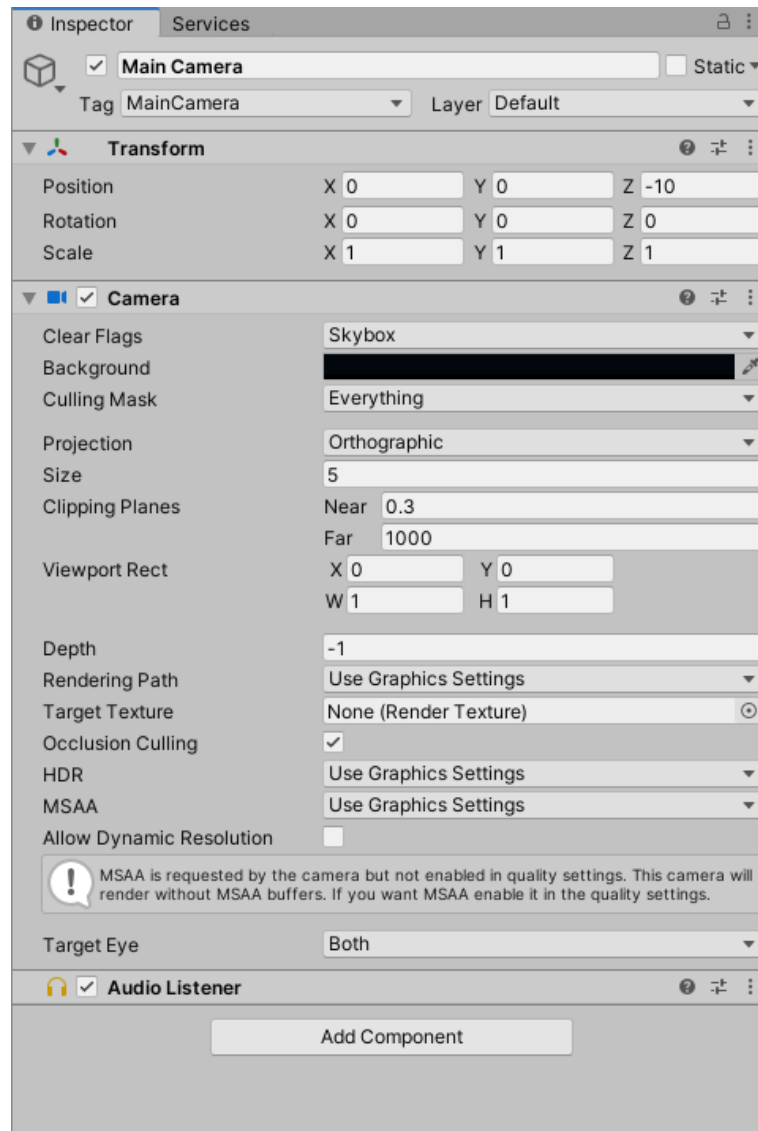 Inspector Services
Main Camera Static
Tag MainCamera Layer Default
Transform
Position X 0 Y 0 Z -10
Rotation X 0 Y 0 Z 0
Scale X 1 Y 1 Z 1
Camera
Clear Flags Skybox
Background
Culling Mask Everything
Projection Orthographic
Size 5
Clipping Planes Near 0.3
Far 1000
Viewport Rect X 0 Y 0
W 1 H 1
Depth -1
Rendering Path Use Graphics Settings
Target Texture None (Render Texture)
Occlusion Culling
HDR Use Graphics Settings
MSAA Use Graphics Settings
Allow Dynamic Resolution
MSAA is requested by the camera but not enabled in quality settings. This camera will
render without MSAA buffers. If you want MSAA enable it in the quality settings.
Target Eye Both
Audio Listener
Add Component